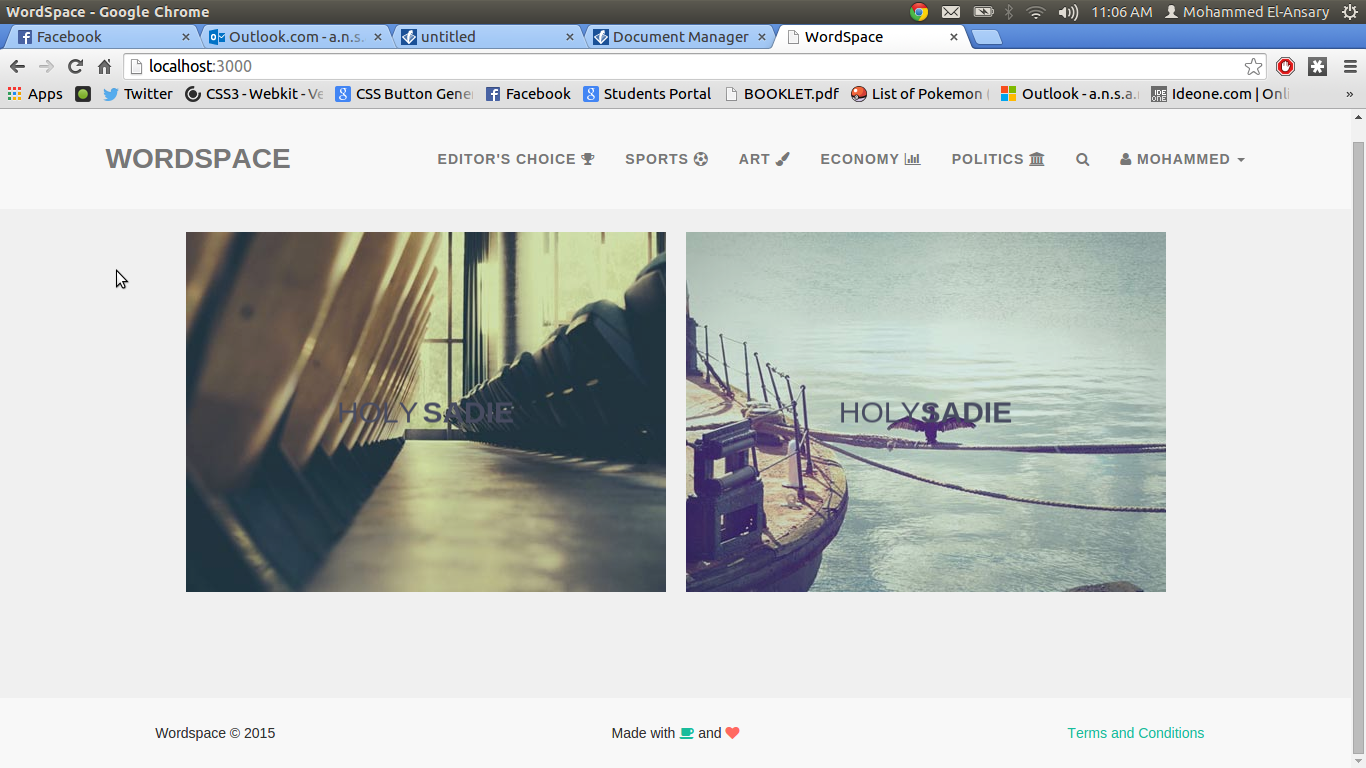 WordSpace - Google Chrome
11:06 AM
Mohammed El-Ansary
Facebook
Outlook.com - a.n.s.
untitled
Document Manager
WordSpace
localhost:3000
Apps
Twitter
CSS3 - Webkit - Ve
CSS Button Gene
Facebook
Students Portal
BOOKLET.pdf
List of Pokemon (
Outlook - a.n.s.a.
Ideone.com | Onli
»
WORDSPACE
EDITOR'S CHOICE
SPORTS
ART
ECONOMY
POLITICS
MOHAMMED
HOLY SADIE
HOLYSADIE
Wordspace © 2015
Made with and
Terms and Conditions